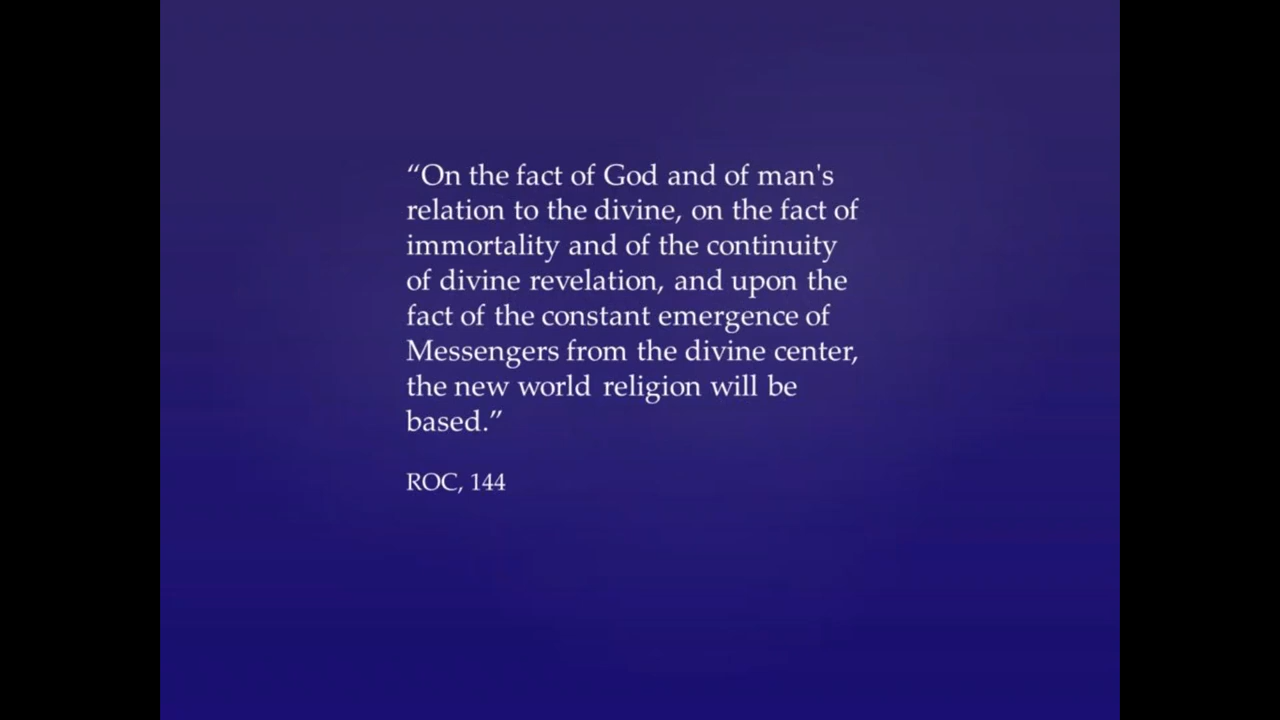 “On the fact of God and of man's
relation to the divine, on the fact of
immortality and of the continuity
of divine revelation, and upon the
fact of the constant emergence of
Messengers from the divine center,
the new world religion will be
based.”
ROC, 144